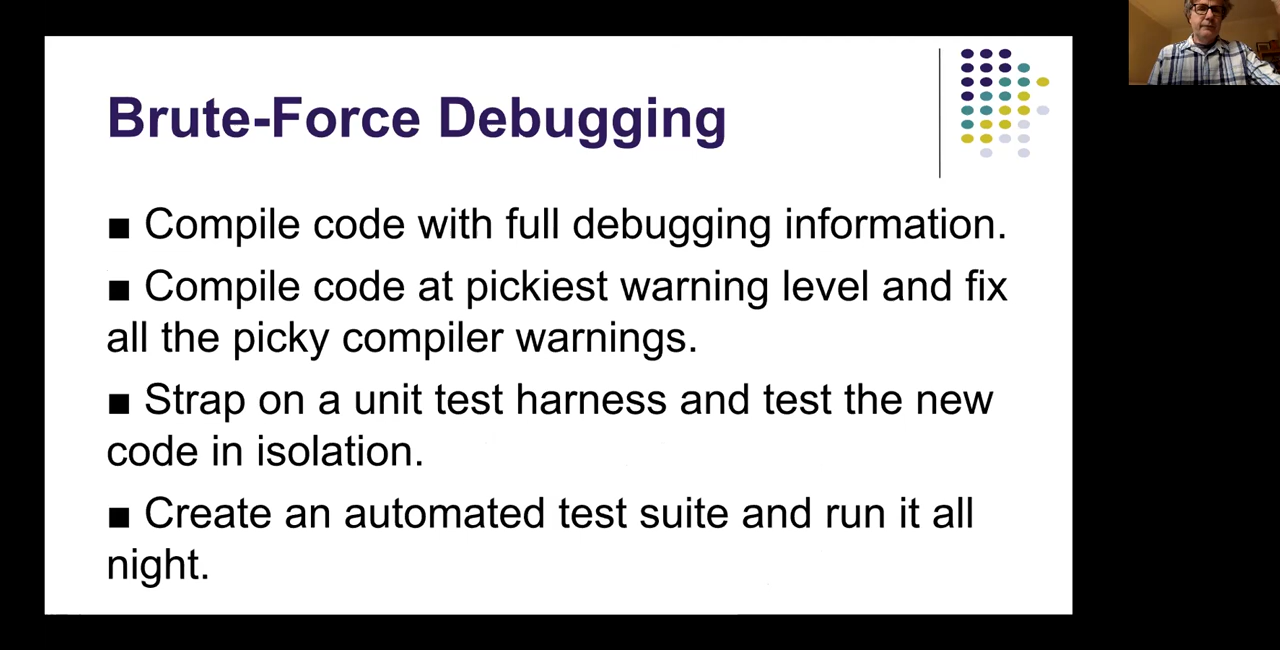 Brute-Force Debugging
■ Compile code with full debugging information.
■ Compile code at pickiest warning level and fix
all the picky compiler warnings.
■ Strap on a unit test harness and test the new
code in isolation.
■ Create an automated test suite and run it all
night.